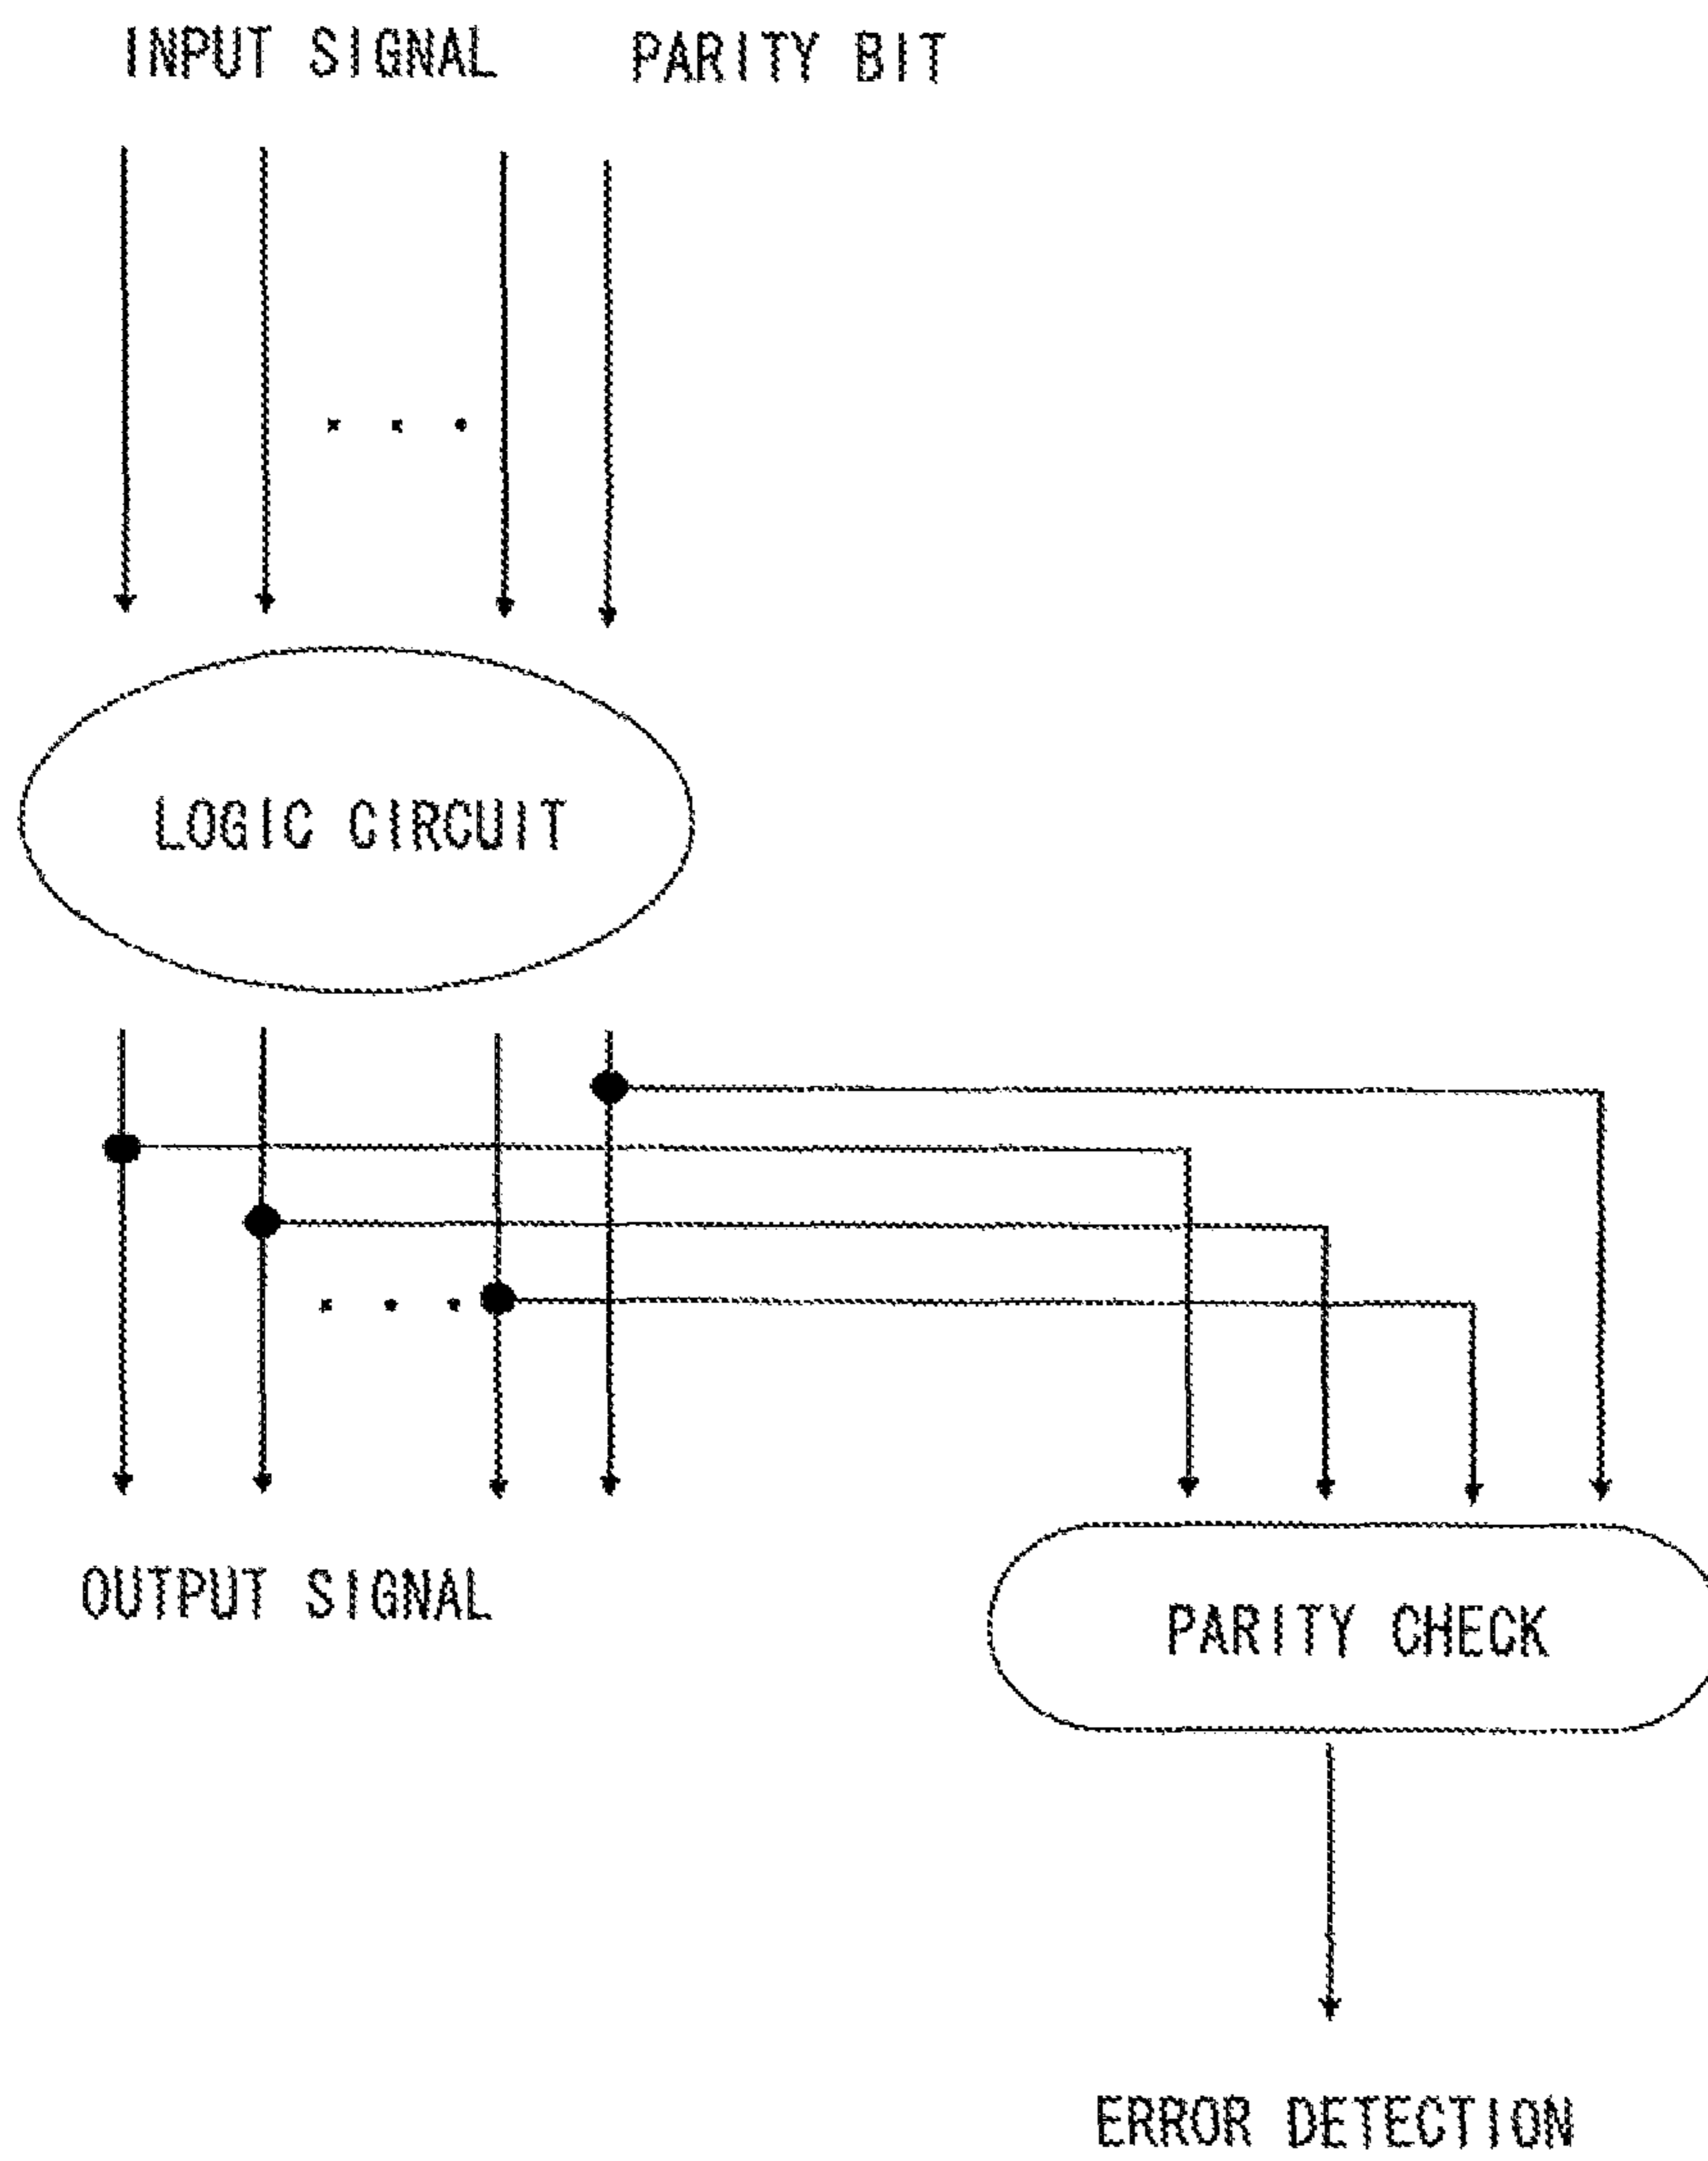 INPUT SIGNAL
PARITY BIT
LOGIC CIRCUIT
OUTPUT SIGNAL
PARITY CHECK
ERROR DETECTION